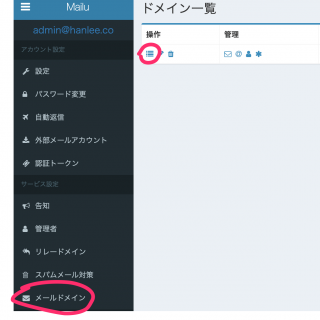 Mailu
admin@hanlee.co
アカウント設定
設定
パスワード変更
自動返信
外部メールアカウント
認証トークン
サービス設定
告知
管理者
リレードメイン
スパムメール対策
メールドメイン
ドメイン一覧
操作 管理